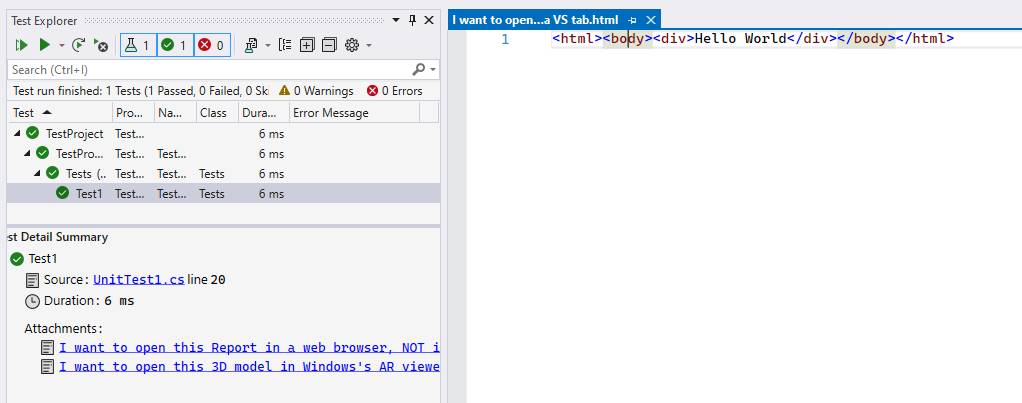 Test Explorer
1 1 0
Search (Ctrl+I)
Test run finished: 1 Tests (1 Passed, 0 Failed, 0 Ski 0 Warnings 0 Errors
Test Pro... Na... Class Dura... Error Message
TestProject Test... 6 ms
TestPro... Test... Test... 6 ms
Tests (.. Test... Test... Tests 6 ms
Test1 Test... Test... Tests 6 ms
st Detail Summary
Test1
Source: UnitTest1.cs line 20
Duration: 6 ms
Attachments:
I want to open this Report in a web browser, NOT i
I want to open this 3D model in Windows's AR viewe
I want to open...a VS tab.html
1 <html><body><div>Hello World</div></body></html>